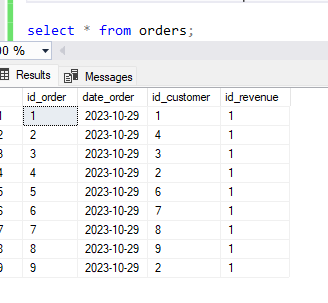 select * from orders;
00 %
Results Messages
id_order date_order id_customer id_revenue
1 1 2023-10-29 1 1
2 2 2023-10-29 4 1
3 3 2023-10-29 3 1
4 4 2023-10-29 2 1
5 5 2023-10-29 6 1
6 6 2023-10-29 7 1
7 7 2023-10-29 8 1
8 8 2023-10-29 9 1
9 9 2023-10-29 2 1